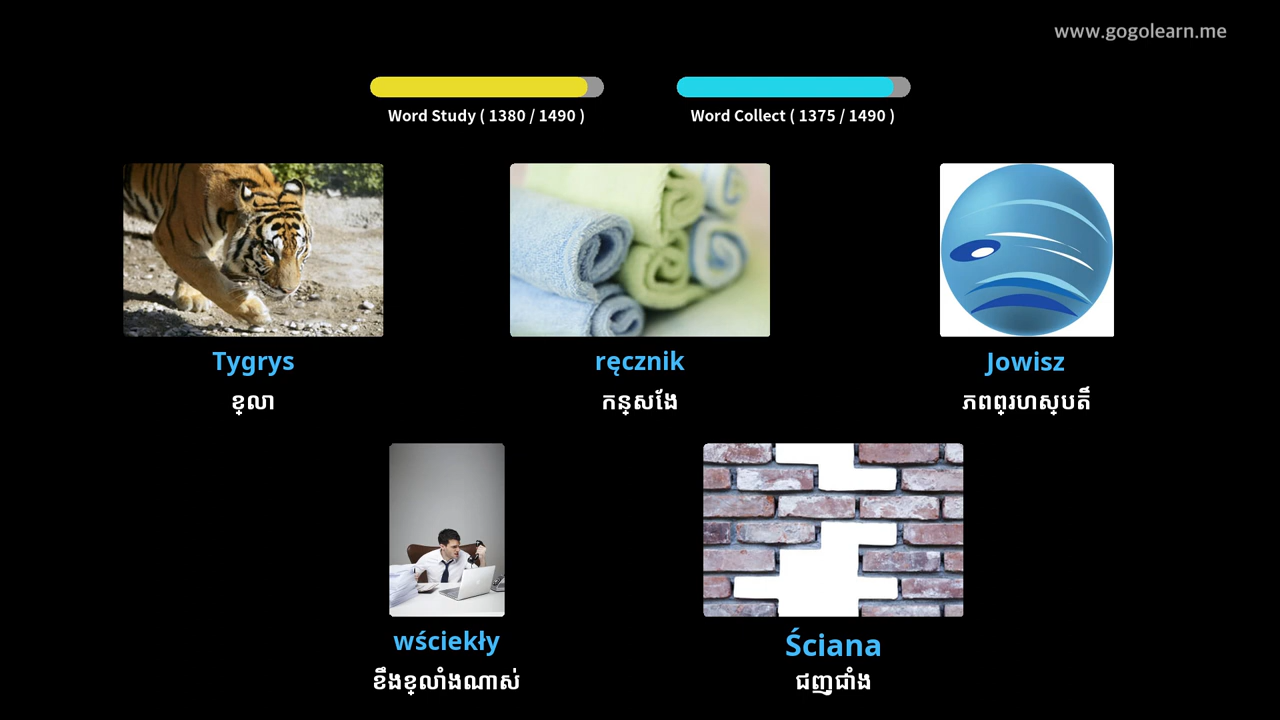 www.gogolearn.me
Word Study ( 1380 / 1490 )
Word Collect ( 1375 / 1490 )
Tygrys
ręcznik
Jowisz
ខ្លា
កន្សែង
ភពព្រហស្បតិ៍
wściekły
Ściana
ខឹងខ្លាំងណាស់
ជញ្ជាំង